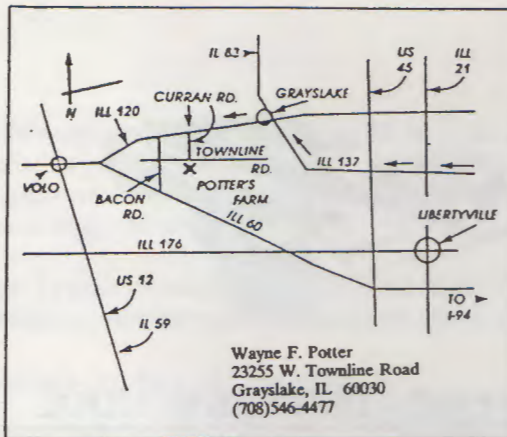 IL 83
US
45
ILL
21
N
ILL 120
CURRAN RD.
GRAYSLAKE
TOWNLINE
RD.
ILL 137
VOLO
BACON
RD.
POTTER'S
FARM
ILL 60
LIBERTYVILLE
ILL 176
US 12
IL 59
TO
I-94
Wayne F. Potter
23255 W. Townline Road
Grayslake, IL 60030
(708)546-4477